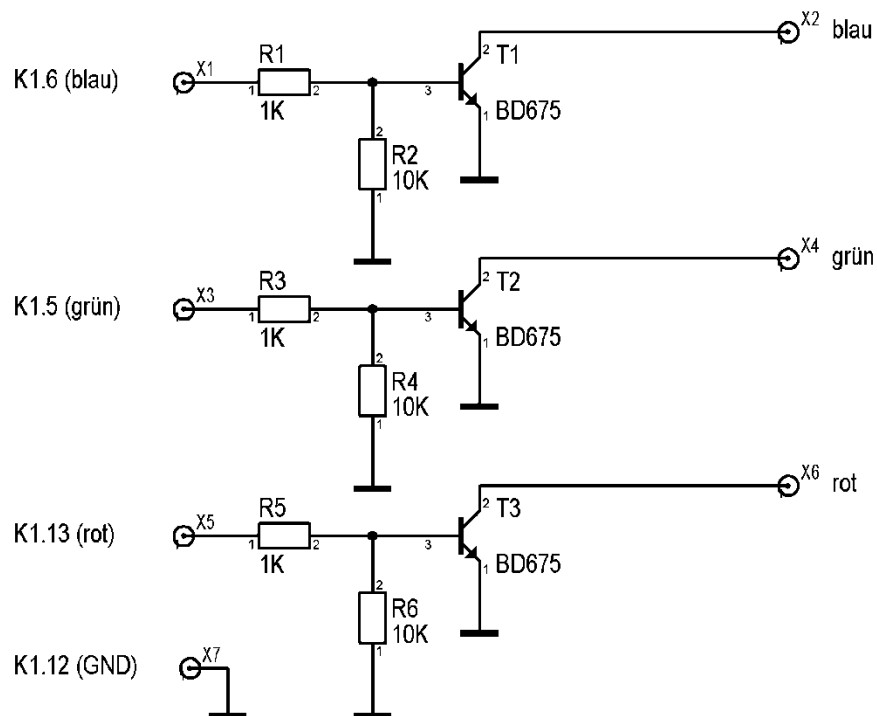 X2 blau
2 T1
R1
K1.6 (blau) X1
1 2 3
1K
1 BD675
2
R2
10K
1
X4 grün
2 T2
R3
K1.5 (grün) X3
1 2 3
1K
1 BD675
2
R4
10K
1
X6 rot
2 T3
R5
K1.13 (rot) X5
1 2 3
1K
1 BD675
2
R6
10K
1
K1.12 (GND) X7